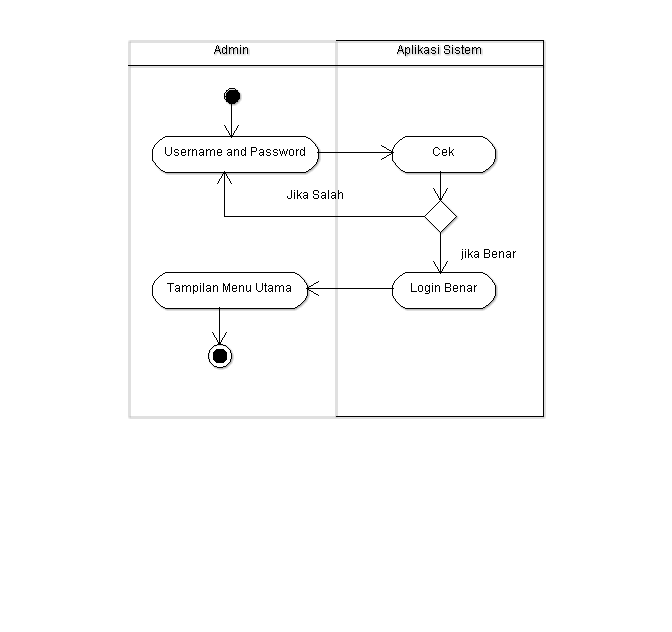 Admin
Aplikasi Sistem
Username and Password
Cek
Jika Salah
jika Benar
Tampilan Menu Utama
Login Benar